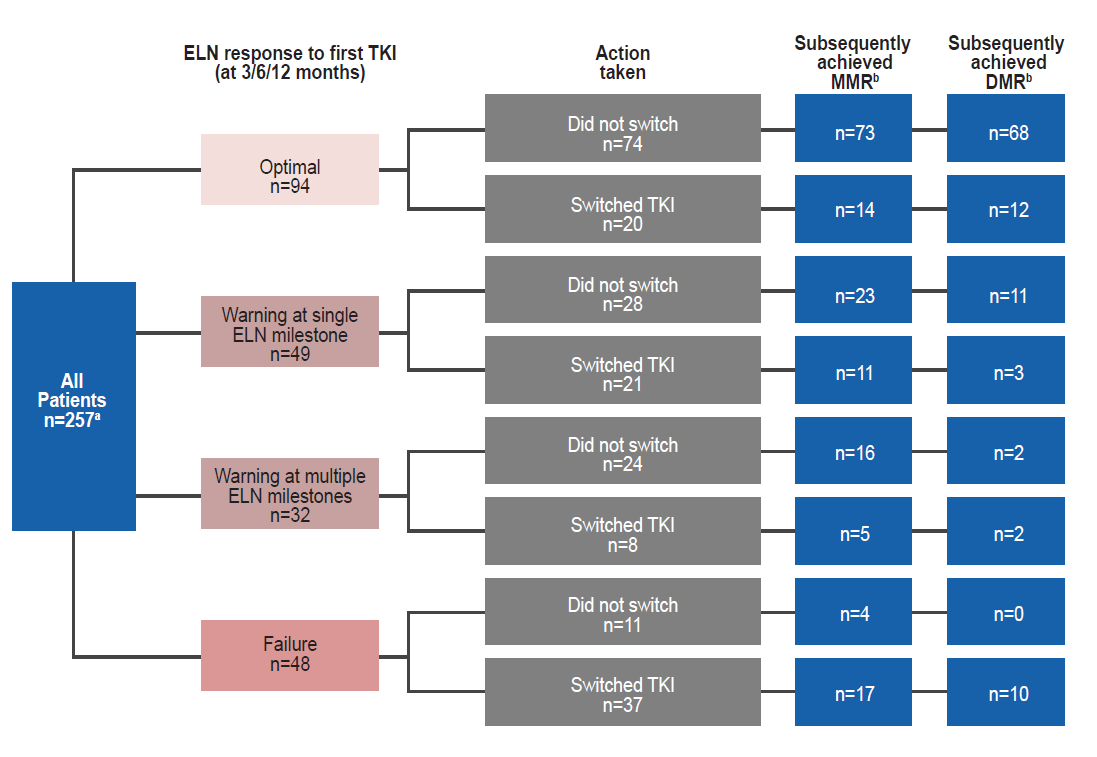 ELN response to first TKI
(at 3/6/12 months)
Action
taken
Subsequently
achieved
MMRᵇ
Subsequently
achieved
DMRᵇ
All
Patients
n=257ᵃ
Optimal
n=94
Did not switch
n=74
n=73
n=68
Switched TKI
n=20
n=14
n=12
Warning at single
ELN milestone
n=49
Did not switch
n=28
n=23
n=11
Switched TKI
n=21
n=11
n=3
Warning at multiple
ELN milestones
n=32
Did not switch
n=24
n=16
n=2
Switched TKI
n=8
n=5
n=2
Failure
n=48
Did not switch
n=11
n=4
n=0
Switched TKI
n=37
n=17
n=10